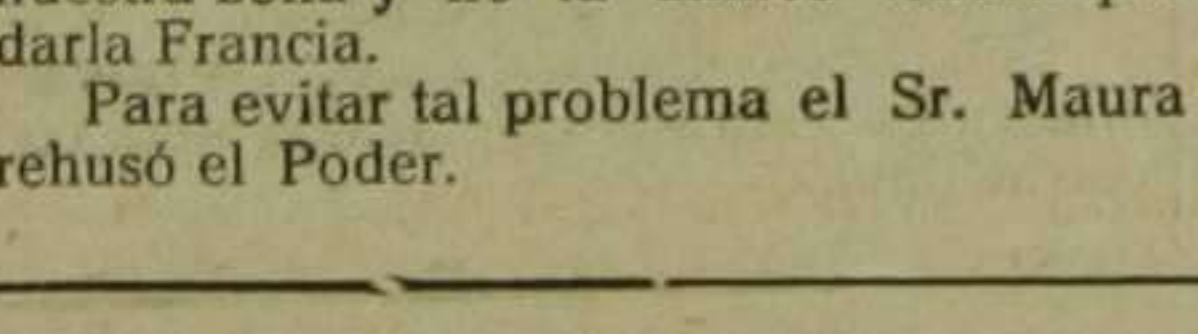 darla Francia.
Para evitar tal problema el Sr. Maura
rehusó el Poder.